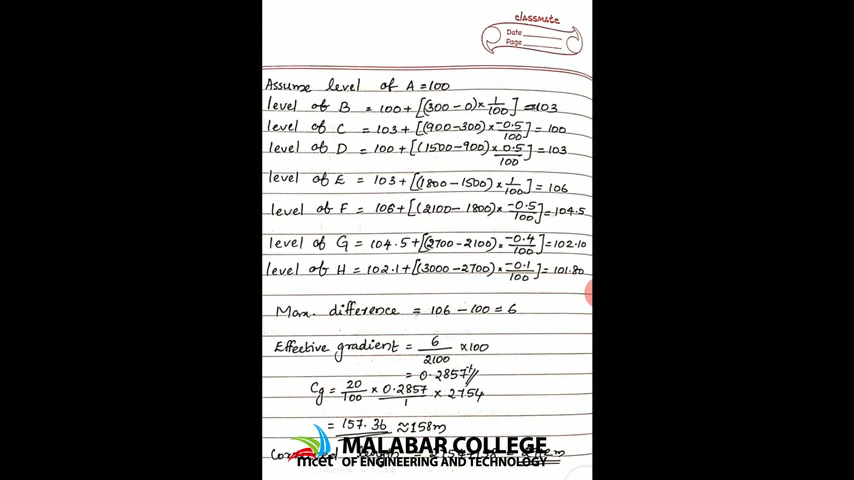 classmate
Date
Page
Assume level of A = 100
level of B = 100 + [(300 - 0) × 1/100] = 103
level of C = 103 + [(900 - 300) × -0.5/100] = 100
level of D = 100 + [(1500 - 900) × 0.5/100] = 103
level of E = 103 + [(1800 - 1500) × 1/100] = 106
level of F = 106 + [(2100 - 1800) × -0.5/100] = 104.5
level of G = 104.5 + [(2700 - 2100) × -0.4/100] = 102.10
level of H = 102.1 + [(3000 - 2700) × -0.1/100] = 101.80
Max. difference = 106 - 100 = 6
Effective gradient = 6/2100 × 100
= 0.2857
Cg = 20/100 × 0.2857/1 × 2754
= 157.36 ≈ 158m
length
mcet
MALABAR COLLEGE
OF ENGINEERING AND TECHNOLOGY